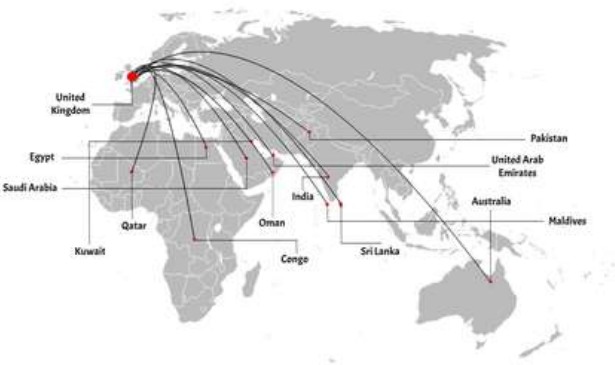 United
Kingdom
Pakistan
Egypt
United Arab
Emirates
Saudi Arabia
India
Australia
Qatar
Oman
Maldives
Kuwait
Congo
Sri Lanka